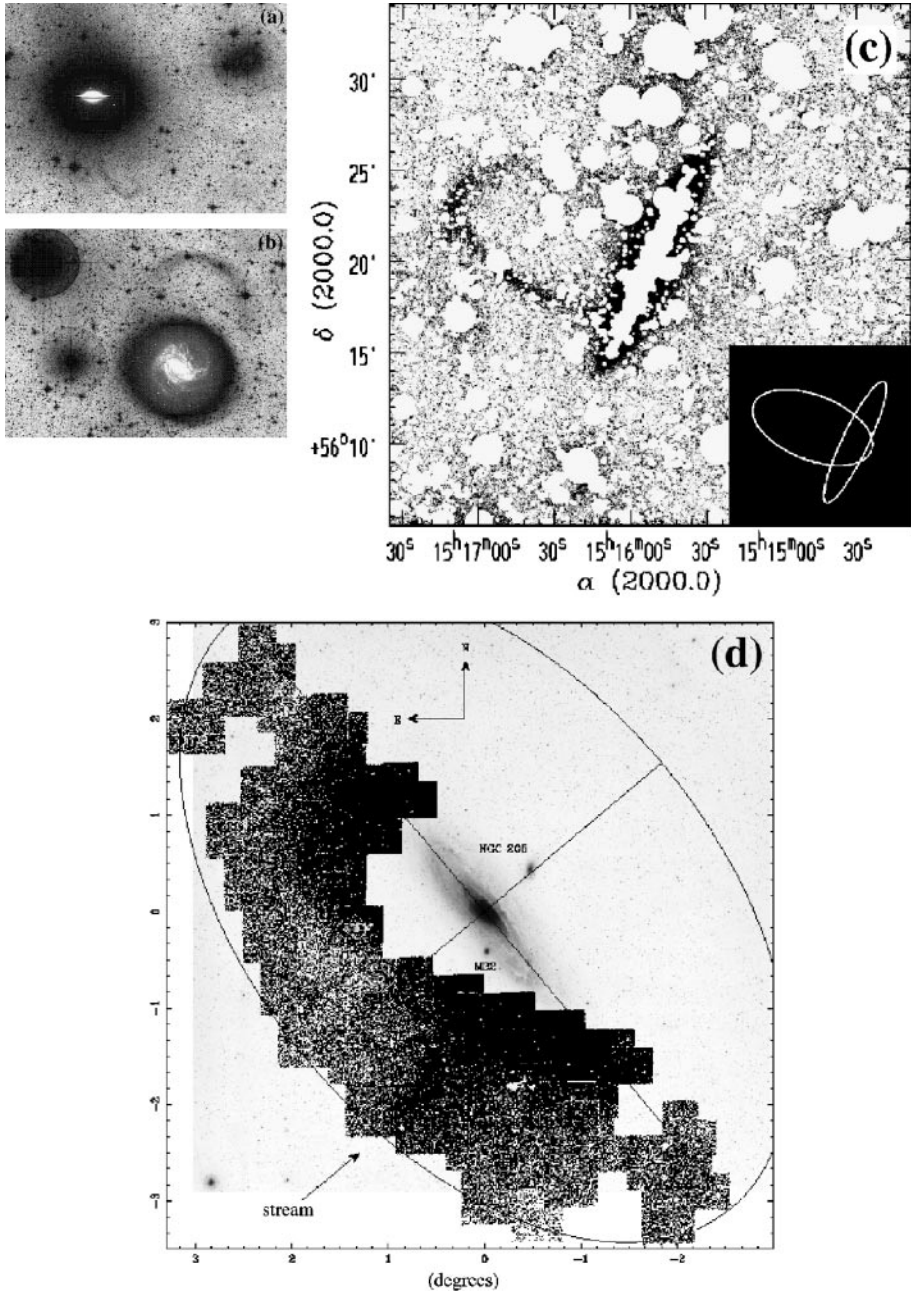 (a)
(b)
(c)
30'
25'
20'
15'
+56°10'
δ (2000.0)
30s 15h17m00s 30s 15h16m00s 30s 15h15m00s 30s
α (2000.0)
(d)
N
E
NGC 205
M32
stream
3
2
1
0
-1
-2
-3
3 2 1 0 -1 -2
(degrees)